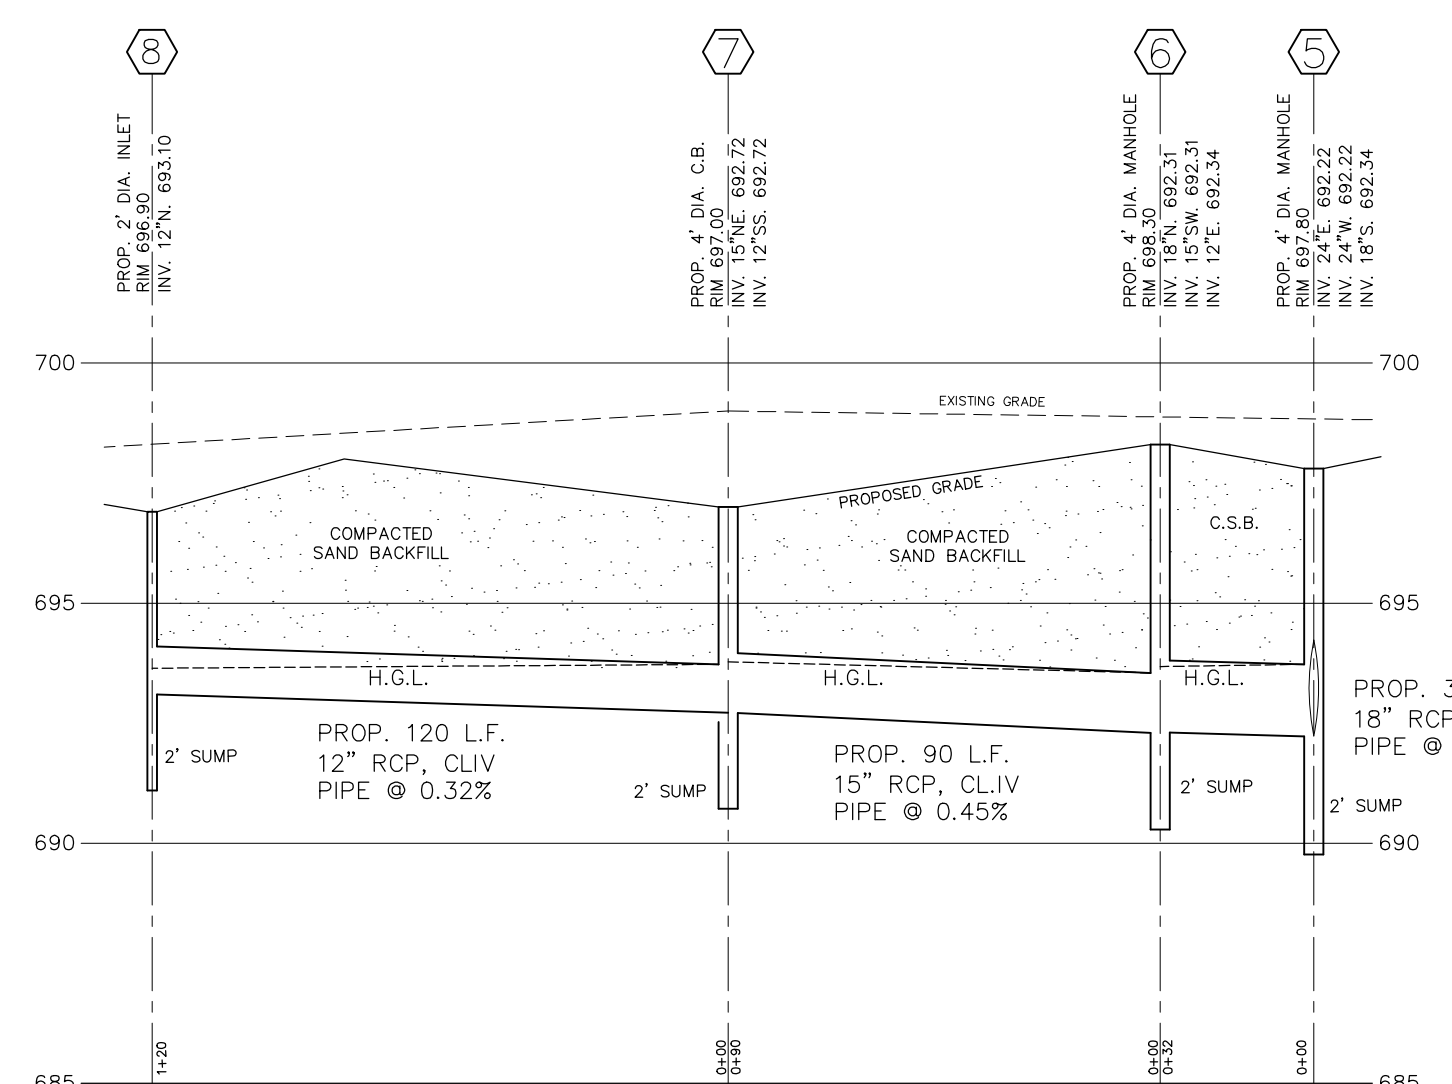 8
7
6
5
PROP. 2' DIA. INLET
RIM 696.90
INV. 12"N. 693.10
PROP. 4' DIA. C.B.
RIM 697.00
INV. 15"NE. 692.72
INV. 12"SS. 692.72
PROP. 4' DIA. MANHOLE
RIM 698.30
INV. 18"N. 692.31
INV. 15"SW. 692.31
INV. 12"E. 692.34
PROP. 4' DIA. MANHOLE
RIM 697.80
INV. 24"E. 692.22
INV. 24"W. 692.22
INV. 18"S. 692.34
700
700
EXISTING GRADE
PROPOSED GRADE
COMPACTED
SAND BACKFILL
COMPACTED
SAND BACKFILL
C.S.B.
695
695
H.G.L.
H.G.L.
H.G.L.
PROP. 120 L.F.
12" RCP, CLIV
PIPE @ 0.32%
PROP. 90 L.F.
15" RCP, CL.IV
PIPE @ 0.45%
PROP. 3
18" RCP
PIPE @
2' SUMP
2' SUMP
2' SUMP
2' SUMP
690
690
1+20
0+00
0+90
0+00
0+32
0+00
685
685